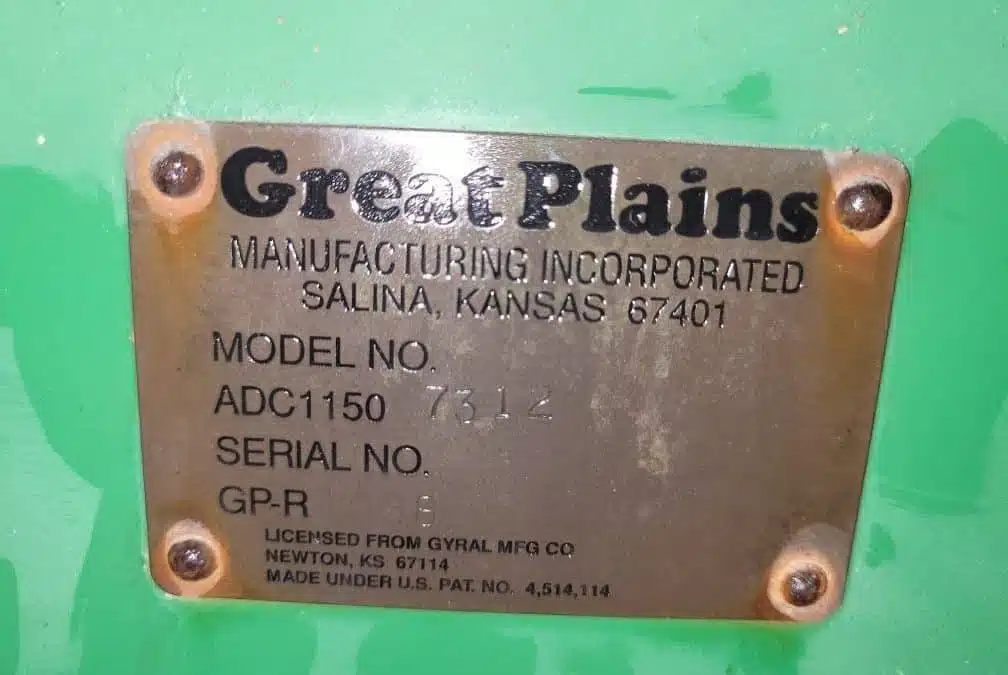 Great Plains
MANUFACTURING INCORPORATED
SALINA, KANSAS 67401
MODEL NO.
ADC1150 7312
SERIAL NO.
GP-R
LICENSED FROM GYRAL MFG CO
NEWTON, KS 67114
MADE UNDER U.S. PAT. NO. 4,514,114